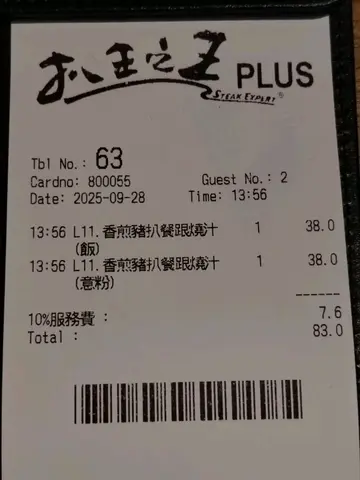 扒王之王 PLUS
STEAK EXPERT®
Tbl No.: 63
Cardno: 800055 Guest No.: 2
Date: 2025-09-28 Time: 13:56
13:56 L11. 香煎豬扒餐跟燒汁 1 38.0
(飯)
13:56 L11. 香煎豬扒餐跟燒汁 1 38.0
(意粉)
------
10%服務費 : 7.6
Total : 83.0